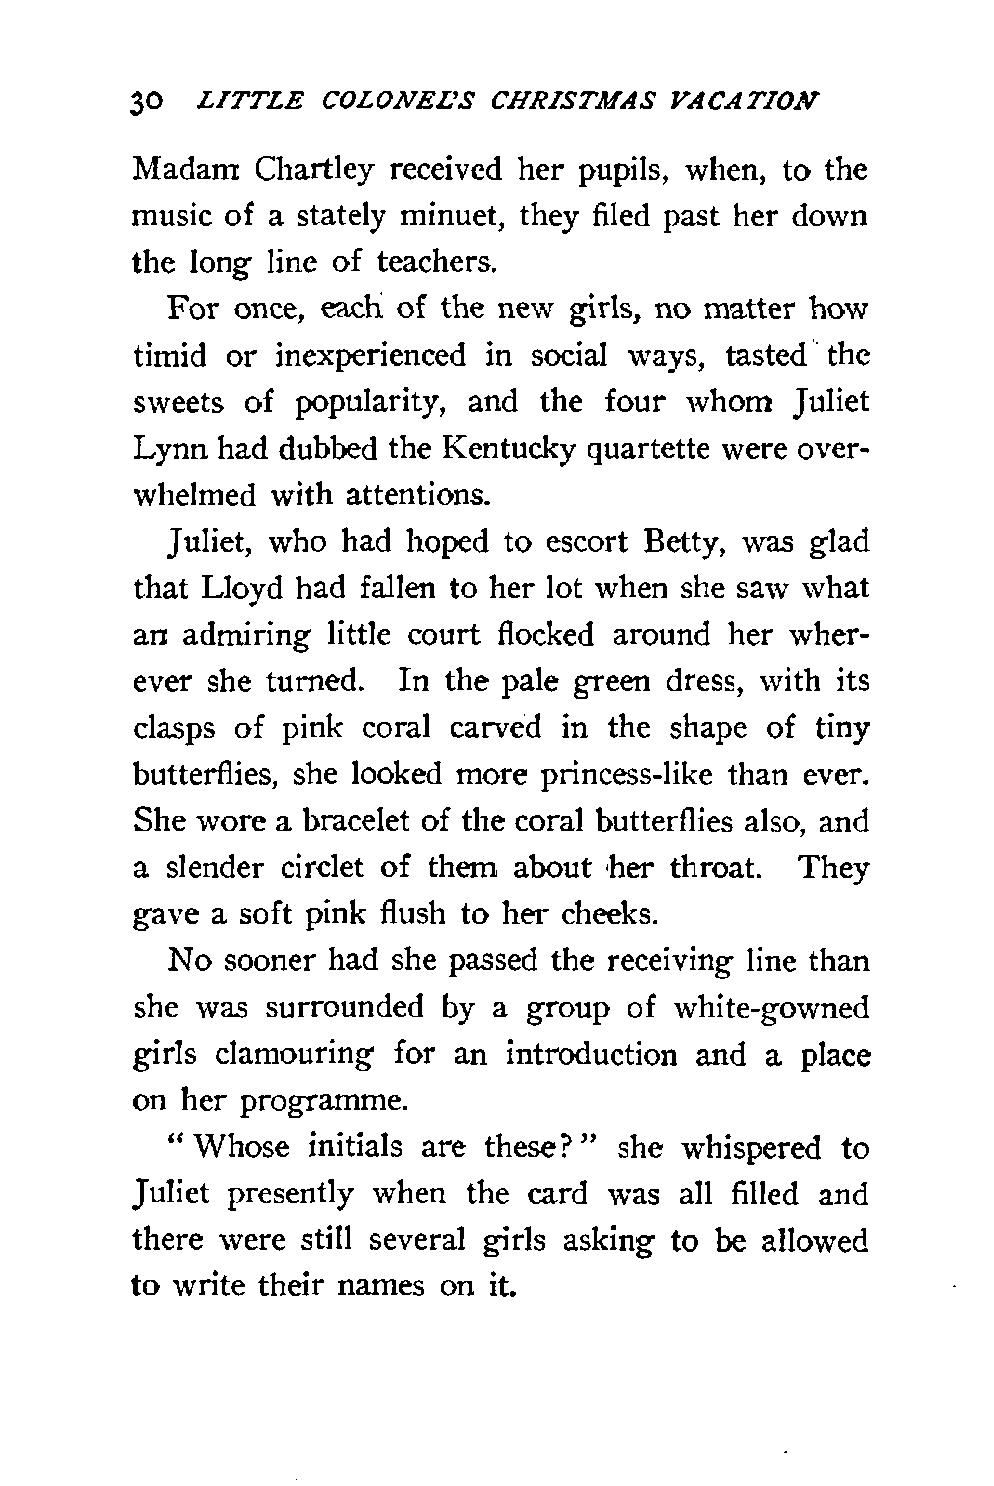 30 LITTLE COLONEL'S CHRISTMAS VACATION
Madam Chartley received her pupils, when, to the
music of a stately minuet, they filed past her down
the long line of teachers.
For once, each of the new girls, no matter how
timid or inexperienced in social ways, tasted the
sweets of popularity, and the four whom Juliet
Lynn had dubbed the Kentucky quartette were over-
whelmed with attentions.
Juliet, who had hoped to escort Betty, was glad
that Lloyd had fallen to her lot when she saw what
an admiring little court flocked around her wher-
ever she turned. In the pale green dress, with its
clasps of pink coral carved in the shape of tiny
butterflies, she looked more princess-like than ever.
She wore a bracelet of the coral butterflies also, and
a slender circlet of them about her throat. They
gave a soft pink flush to her cheeks.
No sooner had she passed the receiving line than
she was surrounded by a group of white-gowned
girls clamouring for an introduction and a place
on her programme.
" Whose initials are these? " she whispered to
Juliet presently when the card was all filled and
there were still several girls asking to be allowed
to write their names on it.